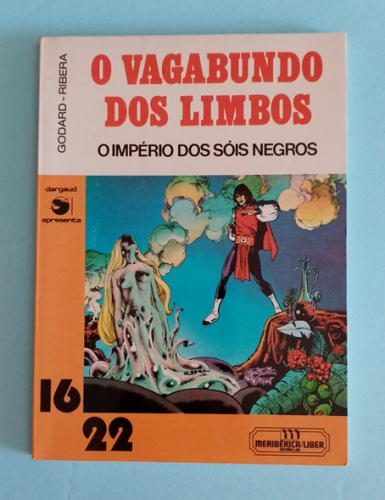 GODARD - RIBERA
O VAGABUNDO
DOS LIMBOS
O IMPÉRIO DOS SÓIS NEGROS
dargaud
apresenta
16
22
MERIBÉRICA/LIBER